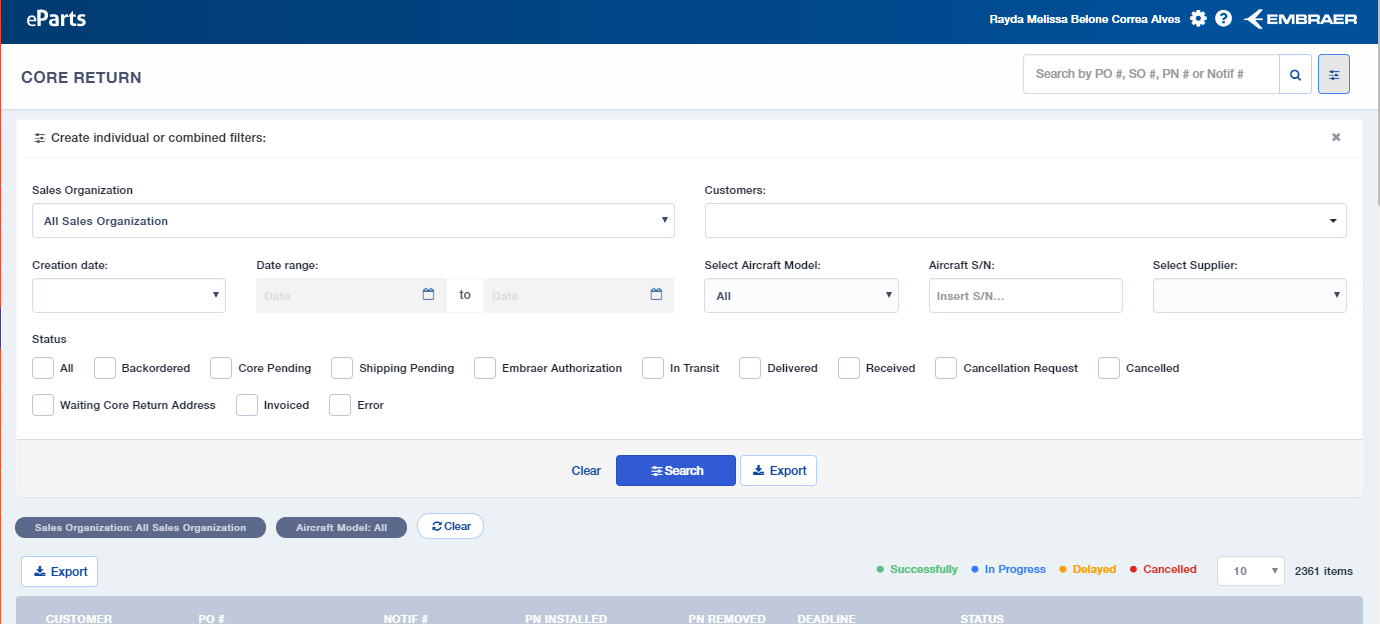 eParts
Rayda Melissa Belone Correa Alves
EMBRAER
CORE RETURN
Search by PO #, SO #, PN # or Notif #
Create individual or combined filters:
Sales Organization
Customers:
All Sales Organization
Creation date:
Date range:
Select Aircraft Model:
Aircraft S/N:
Select Supplier:
Date
to
Date
All
Insert S/N...
Status
All
Backordered
Core Pending
Shipping Pending
Embraer Authorization
In Transit
Delivered
Received
Cancellation Request
Cancelled
Waiting Core Return Address
Invoiced
Error
Clear
Search
Export
Sales Organization: All Sales Organization
Aircraft Model: All
Clear
Export
Successfully
In Progress
Delayed
Cancelled
10
2361 items
CUSTOMER
PO #
NOTIF #
PN INSTALLED
PN REMOVED
DEADLINE
STATUS